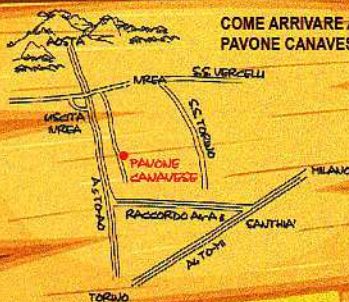 COME ARRIVARE A
PAVONE CANAVES
AOSTA
IVREA
S.S. VERCELLI
USCITA
IVREA
S.S. TORINO
PAVONE
CANAVESE
A5 TO-AO
MILANO
RACCORDO A4-A5
SANTHIA'
A4 TO-MI
TORINO